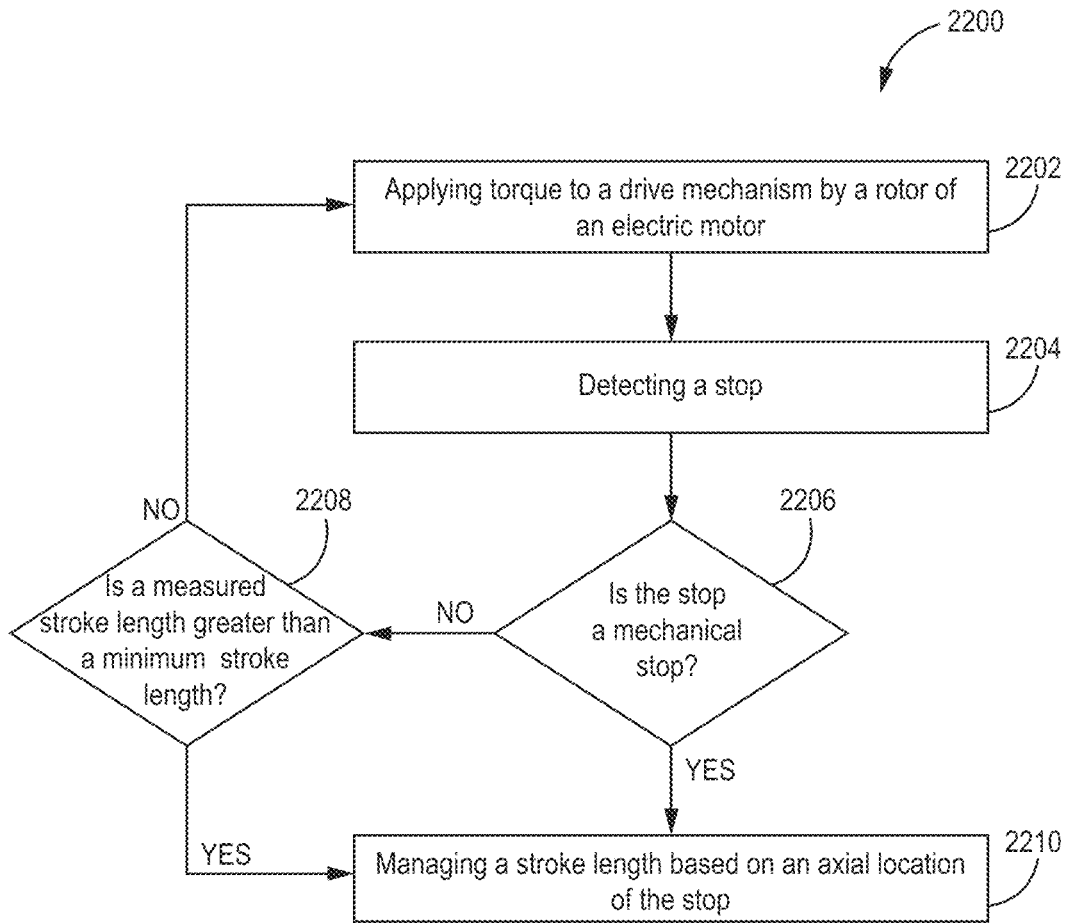 2200
2202
Applying torque to a drive mechanism by a rotor of
an electric motor
2204
Detecting a stop
2206
Is the stop
a mechanical
stop?
NO
YES
2208
Is a measured
stroke length greater than
a minimum stroke
length?
NO
YES
2210
Managing a stroke length based on an axial location
of the stop